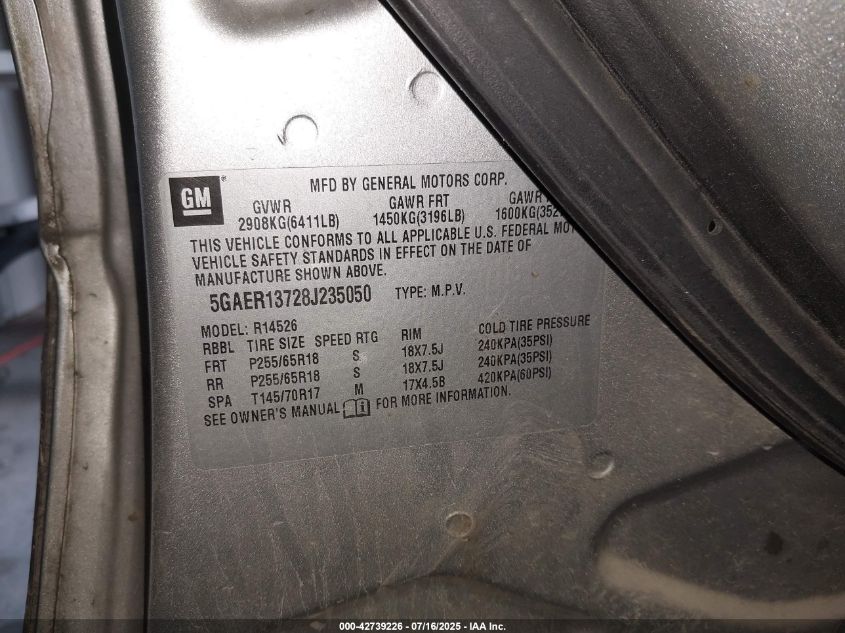 GM
MFD BY GENERAL MOTORS CORP.
GVWR GAWR FRT GAWR
2908KG(6411LB) 1450KG(3196LB) 1600KG(352
THIS VEHICLE CONFORMS TO ALL APPLICABLE U.S. FEDERAL MO
VEHICLE SAFETY STANDARDS IN EFFECT ON THE DATE OF
MANUFACTURE SHOWN ABOVE.
5GAER13728J235050 TYPE: M.P.V.
MODEL: R14526
RBBL TIRE SIZE SPEED RTG RIM COLD TIRE PRESSURE
FRT P255/65R18 S 18X7.5J 240KPA(35PSI)
RR P255/65R18 S 18X7.5J 240KPA(35PSI)
SPA T145/70R17 M 17X4.5B 420KPA(60PSI)
SEE OWNER'S MANUAL FOR MORE INFORMATION.
000-42739226 - 07/16/2025 - IAA Inc.